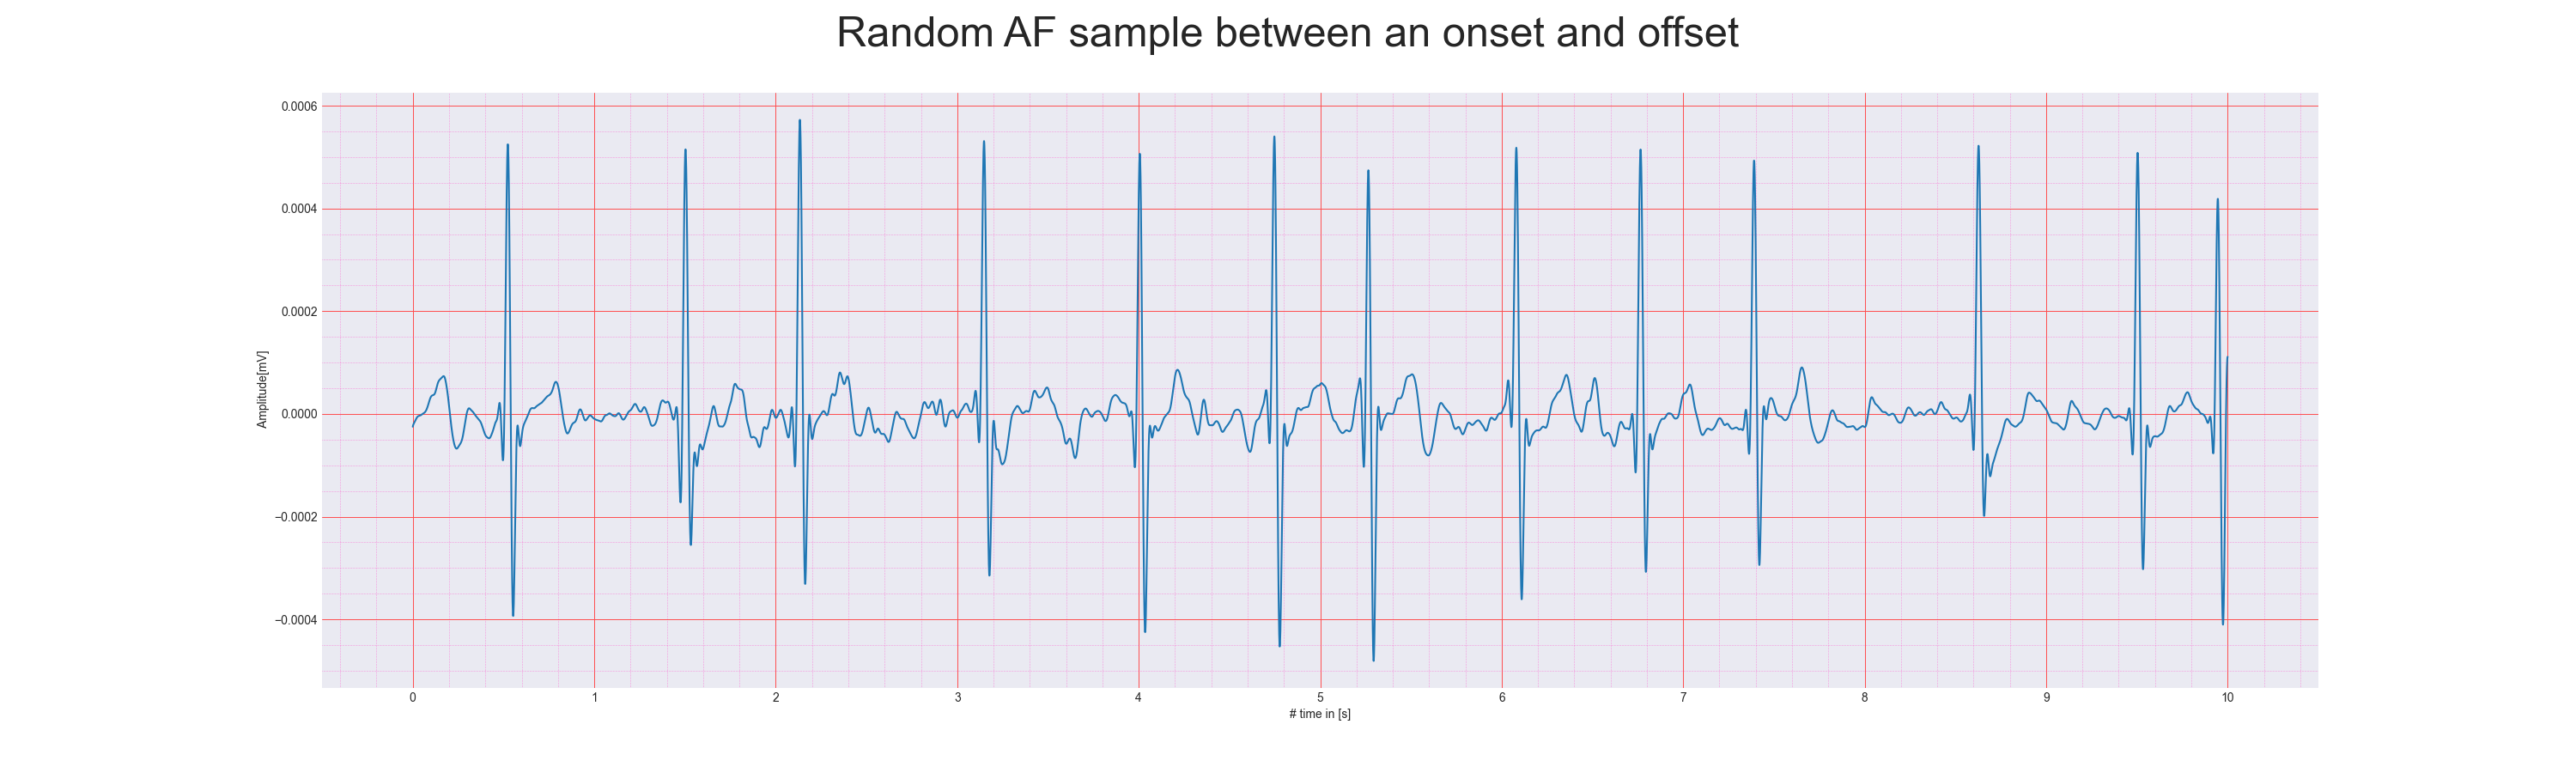 Random AF sample between an onset and offset
0.0006
0.0004
0.0002
0.0000
−0.0002
−0.0004
Amplitude[mV]
0 1 2 3 4 5 6 7 8 9 10
# time in [s]